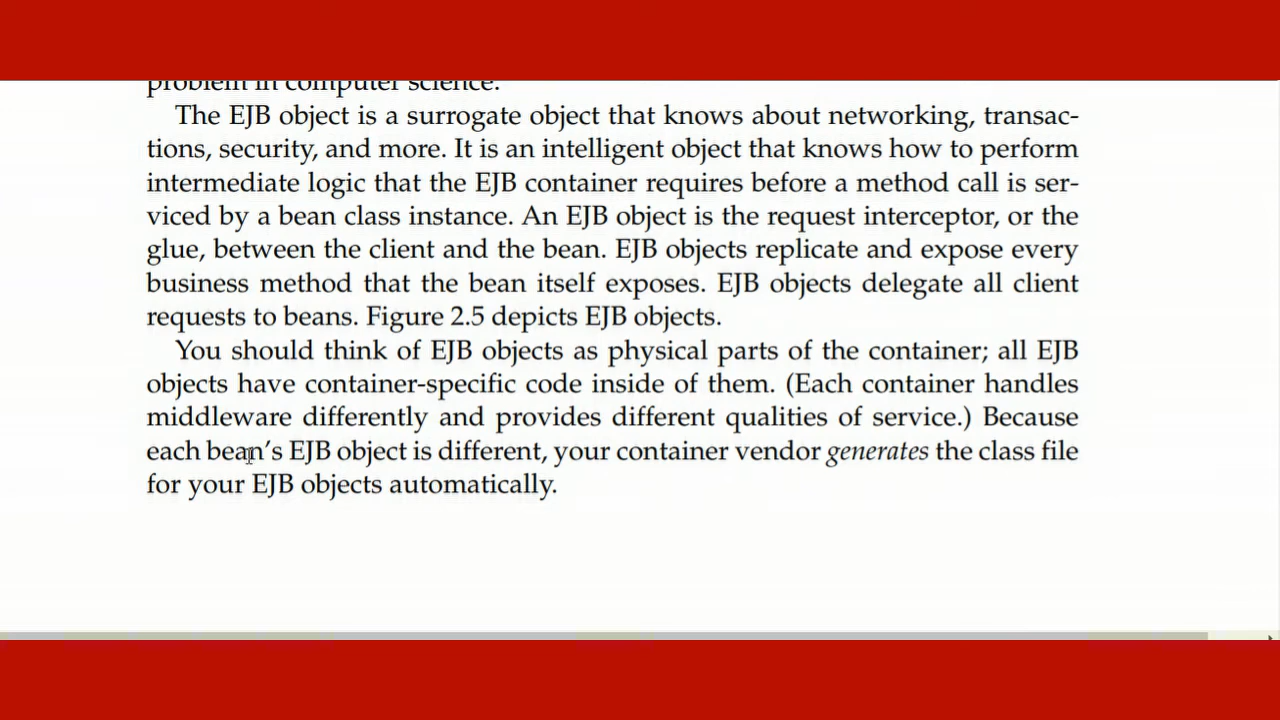 problem in computer science.
The EJB object is a surrogate object that knows about networking, transac-
tions, security, and more. It is an intelligent object that knows how to perform
intermediate logic that the EJB container requires before a method call is ser-
viced by a bean class instance. An EJB object is the request interceptor, or the
glue, between the client and the bean. EJB objects replicate and expose every
business method that the bean itself exposes. EJB objects delegate all client
requests to beans. Figure 2.5 depicts EJB objects.
You should think of EJB objects as physical parts of the container; all EJB
objects have container-specific code inside of them. (Each container handles
middleware differently and provides different qualities of service.) Because
each bean's EJB object is different, your container vendor generates the class file
for your EJB objects automatically.